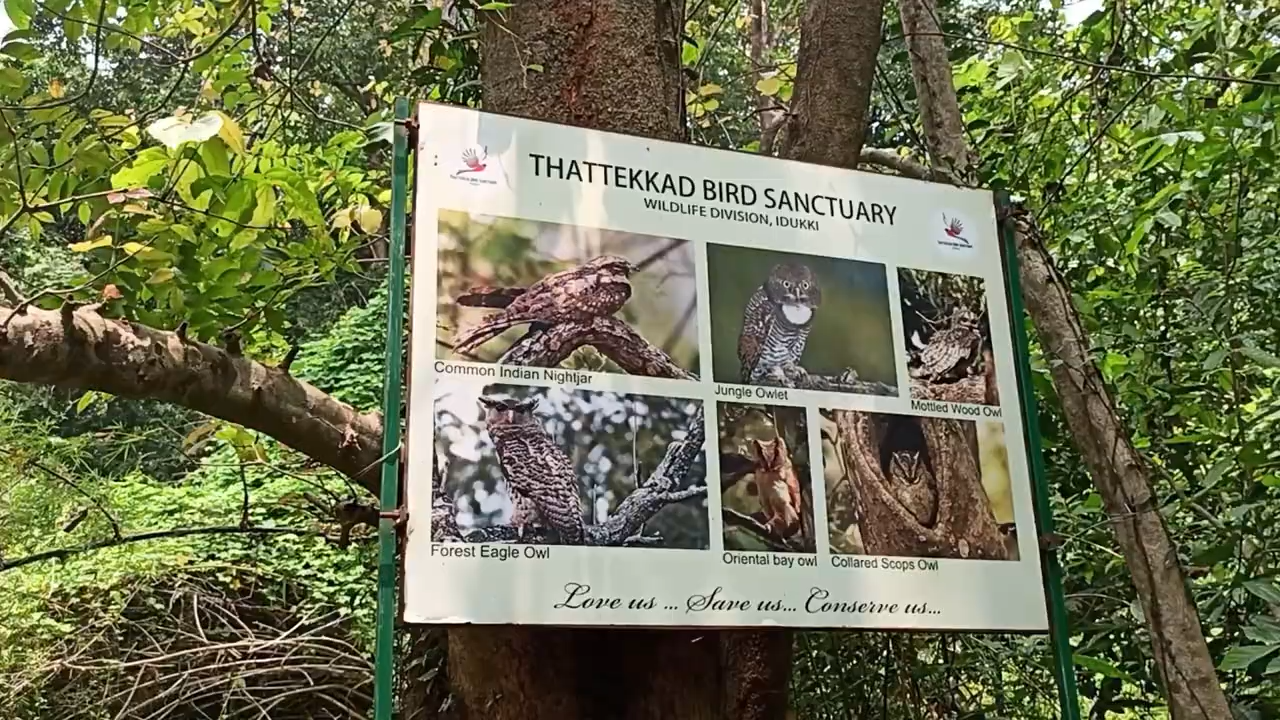 THATTEKKAD BIRD SANCTUARY
WILDLIFE DIVISION, IDUKKI
Common Indian Nightjar
Jungle Owlet
Mottled Wood Owl
Forest Eagle Owl
Oriental bay owl
Collared Scops Owl
Love us ... Save us... Conserve us...